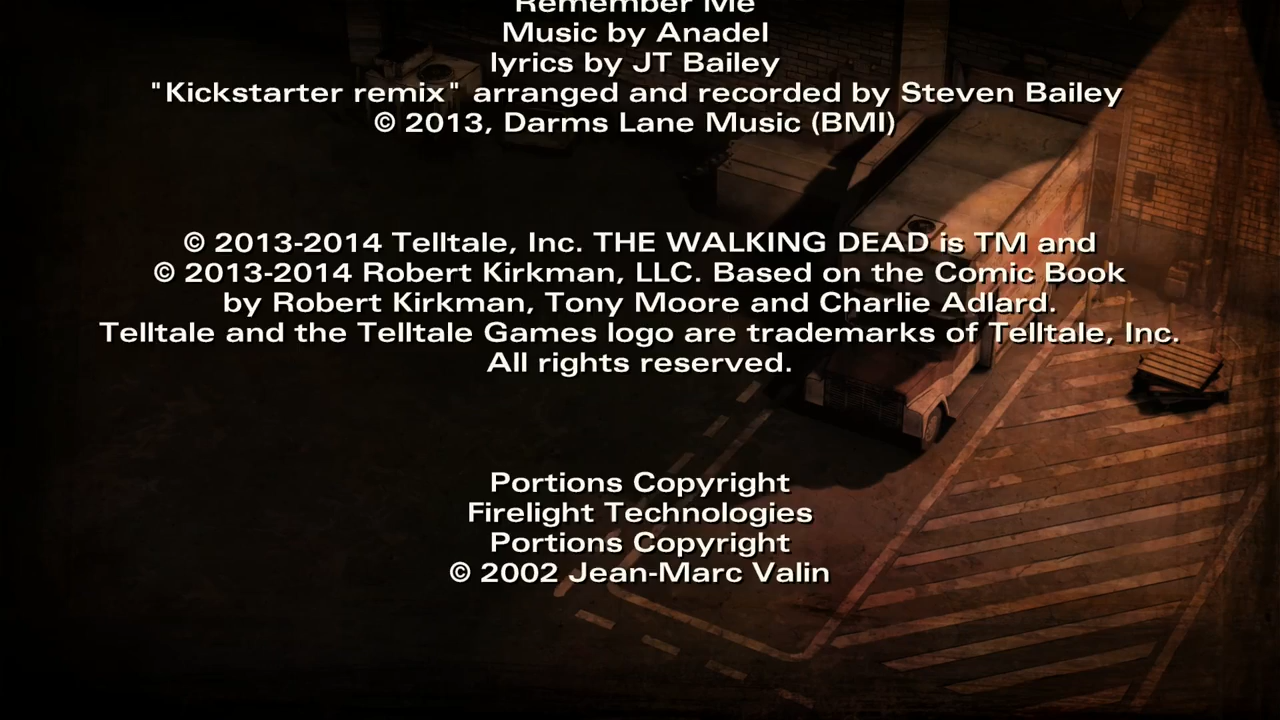 Remember Me
Music by Anadel
lyrics by JT Bailey
"Kickstarter remix" arranged and recorded by Steven Bailey
© 2013, Darms Lane Music (BMI)
© 2013-2014 Telltale, Inc. THE WALKING DEAD is TM and
© 2013-2014 Robert Kirkman, LLC. Based on the Comic Book
by Robert Kirkman, Tony Moore and Charlie Adlard.
Telltale and the Telltale Games logo are trademarks of Telltale, Inc.
All rights reserved.
Portions Copyright
Firelight Technologies
Portions Copyright
© 2002 Jean-Marc Valin